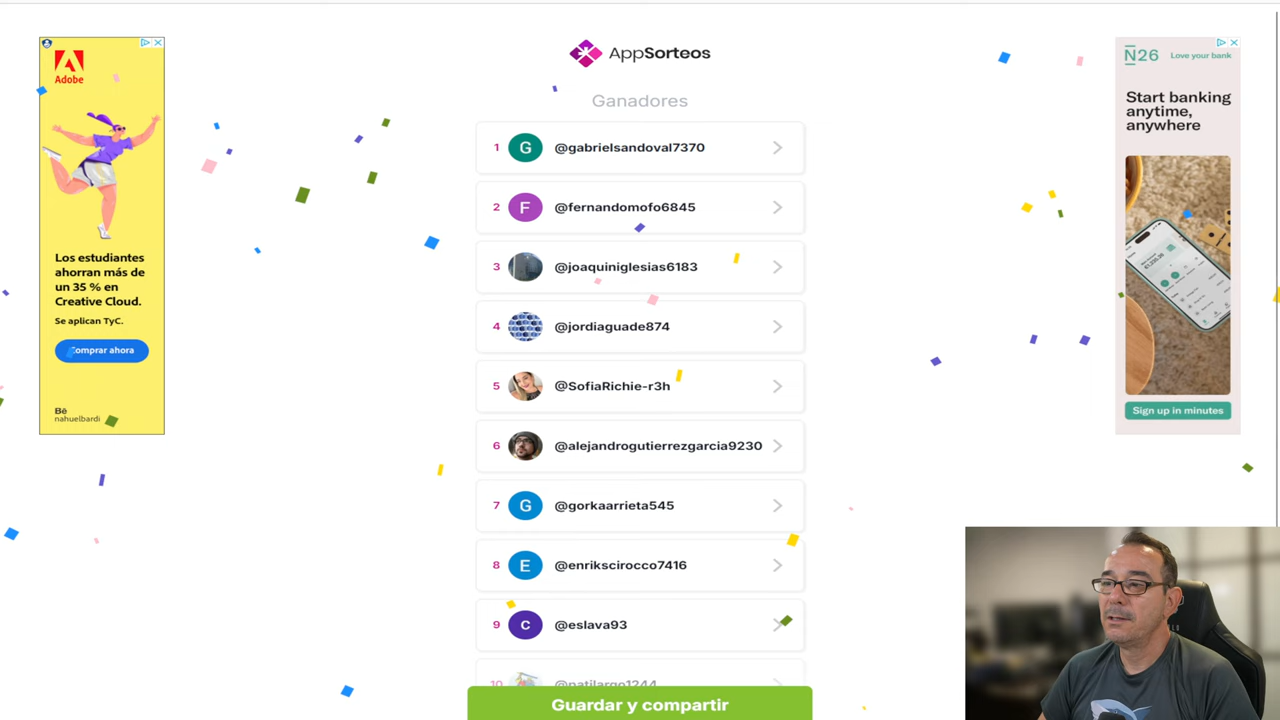 Adobe
Los estudiantes
ahorran más de
un 35 % en
Creative Cloud.
Se aplican TyC.
Comprar ahora
Bē
nahuelbardi
AppSorteos
Ganadores
1 G @gabrielsandoval7370
2 F @fernandomofo6845
3 @joaquiniglesias6183
4 @jordiaguade874
5 @SofiaRichie-r3h
6 @alejandrogutierrezgarcia9230
7 G @gorkaarrieta545
8 E @enrikscirocco7416
9 C @eslava93
10 @natilargo1244
Guardar y compartir
N26 Love your bank
Start banking
anytime,
anywhere
Sign up in minutes